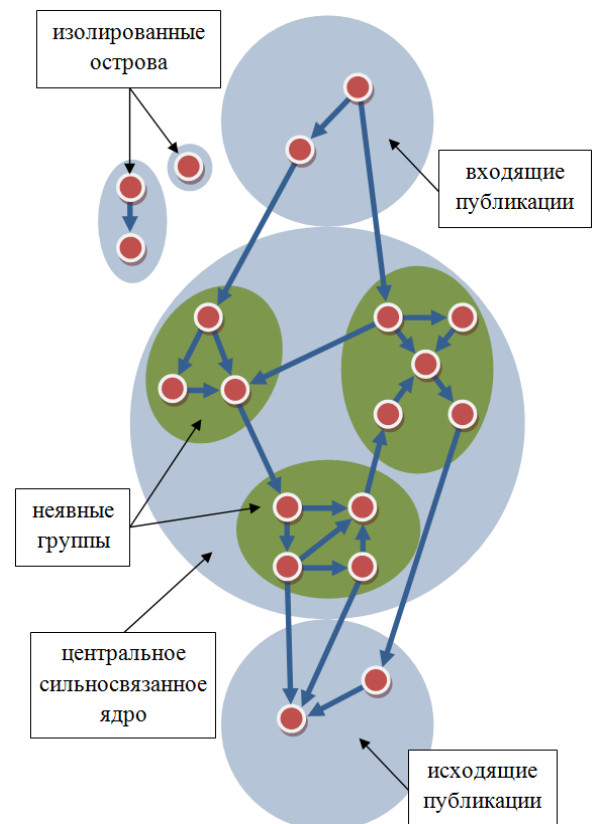 изолированные
острова
входящие
публикации
неявные
группы
центральное
сильносвязанное
ядро
исходящие
публикации